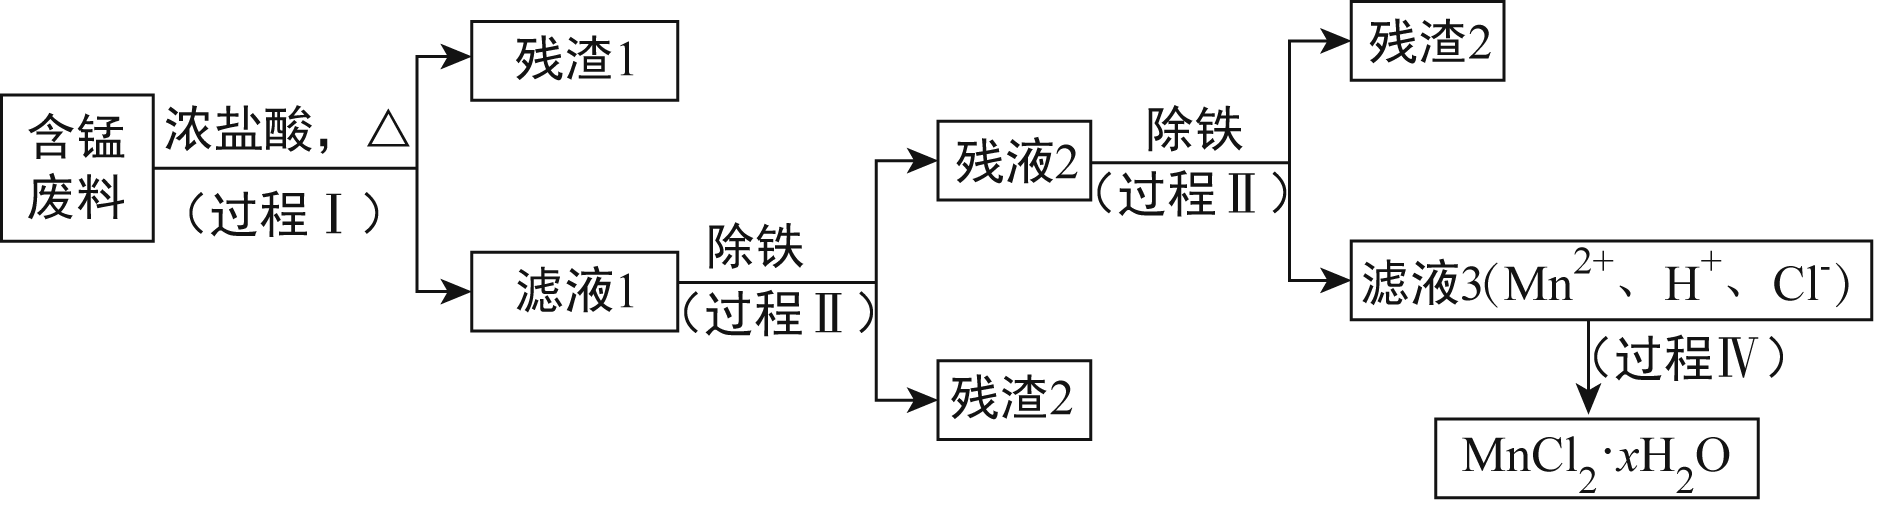 含锰
废料
浓盐酸，△
（过程Ⅰ）
残渣1
滤液1
除铁
（过程Ⅱ）
残液2
残渣2
除铁
（过程Ⅱ）
残渣2
滤液3(Mn²⁺、H⁺、Cl⁻)
（过程Ⅳ）
MnCl₂·xH₂O